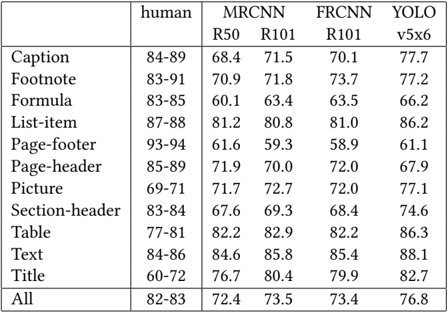 human MRCNN FRCNN YOLO
R50 R101 R101 v5x6
Caption 84-89 68.4 71.5 70.1 77.7
Footnote 83-91 70.9 71.8 73.7 77.2
Formula 83-85 60.1 63.4 63.5 66.2
List-item 87-88 81.2 80.8 81.0 86.2
Page-footer 93-94 61.6 59.3 58.9 61.1
Page-header 85-89 71.9 70.0 72.0 67.9
Picture 69-71 71.7 72.7 72.0 77.1
Section-header 83-84 67.6 69.3 68.4 74.6
Table 77-81 82.2 82.9 82.2 86.3
Text 84-86 84.6 85.8 85.4 88.1
Title 60-72 76.7 80.4 79.9 82.7
All 82-83 72.4 73.5 73.4 76.8